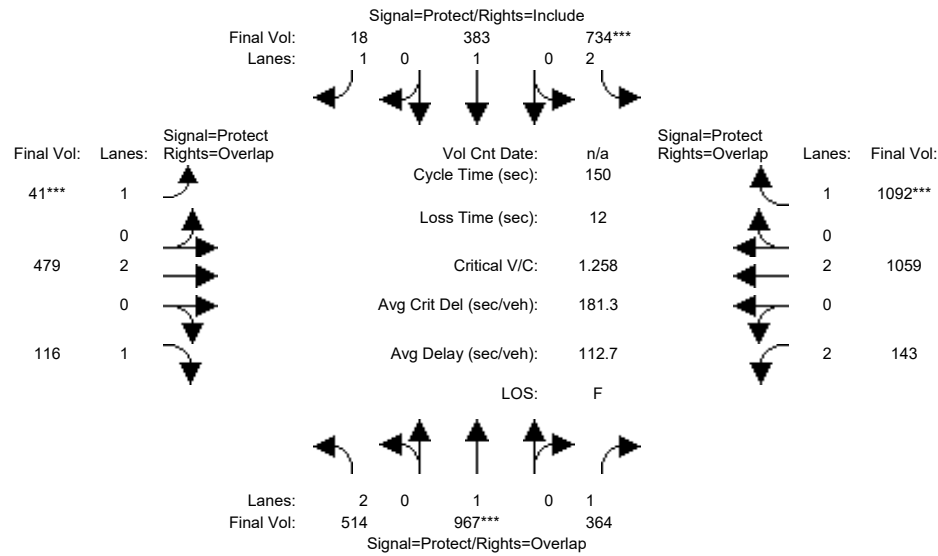 Signal=Protect/Rights=Include
Final Vol: 18 383 734***
Lanes: 1 0 1 0 2
Signal=Protect
Final Vol: Lanes: Rights=Overlap
Vol Cnt Date: n/a
Signal=Protect
Rights=Overlap Lanes: Final Vol:
Cycle Time (sec): 150
41*** 1
1 1092***
Loss Time (sec): 12
0
0
479 2
Critical V/C: 1.258
2 1059
0
Avg Crit Del (sec/veh): 181.3
0
116 1
Avg Delay (sec/veh): 112.7
2 143
LOS: F
Lanes: 2 0 1 0 1
Final Vol: 514 967*** 364
Signal=Protect/Rights=Overlap